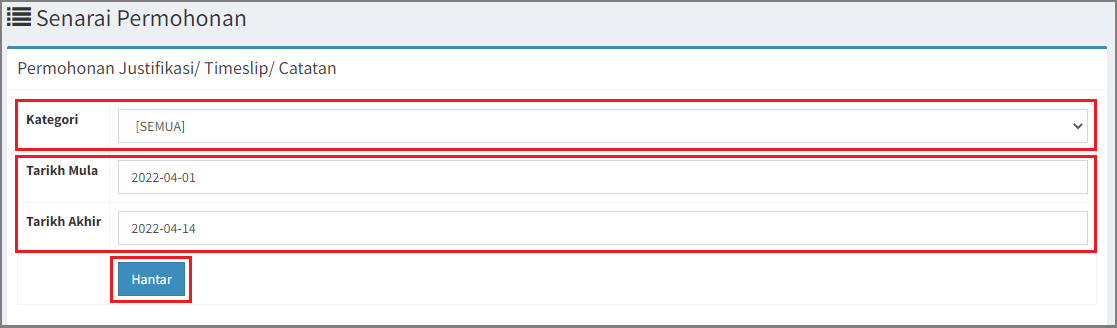 Senarai Permohonan
Permohonan Justifikasi/ Timeslip/ Catatan
Kategori
[SEMUA]
Tarikh Mula
2022-04-01
Tarikh Akhir
2022-04-14
Hantar